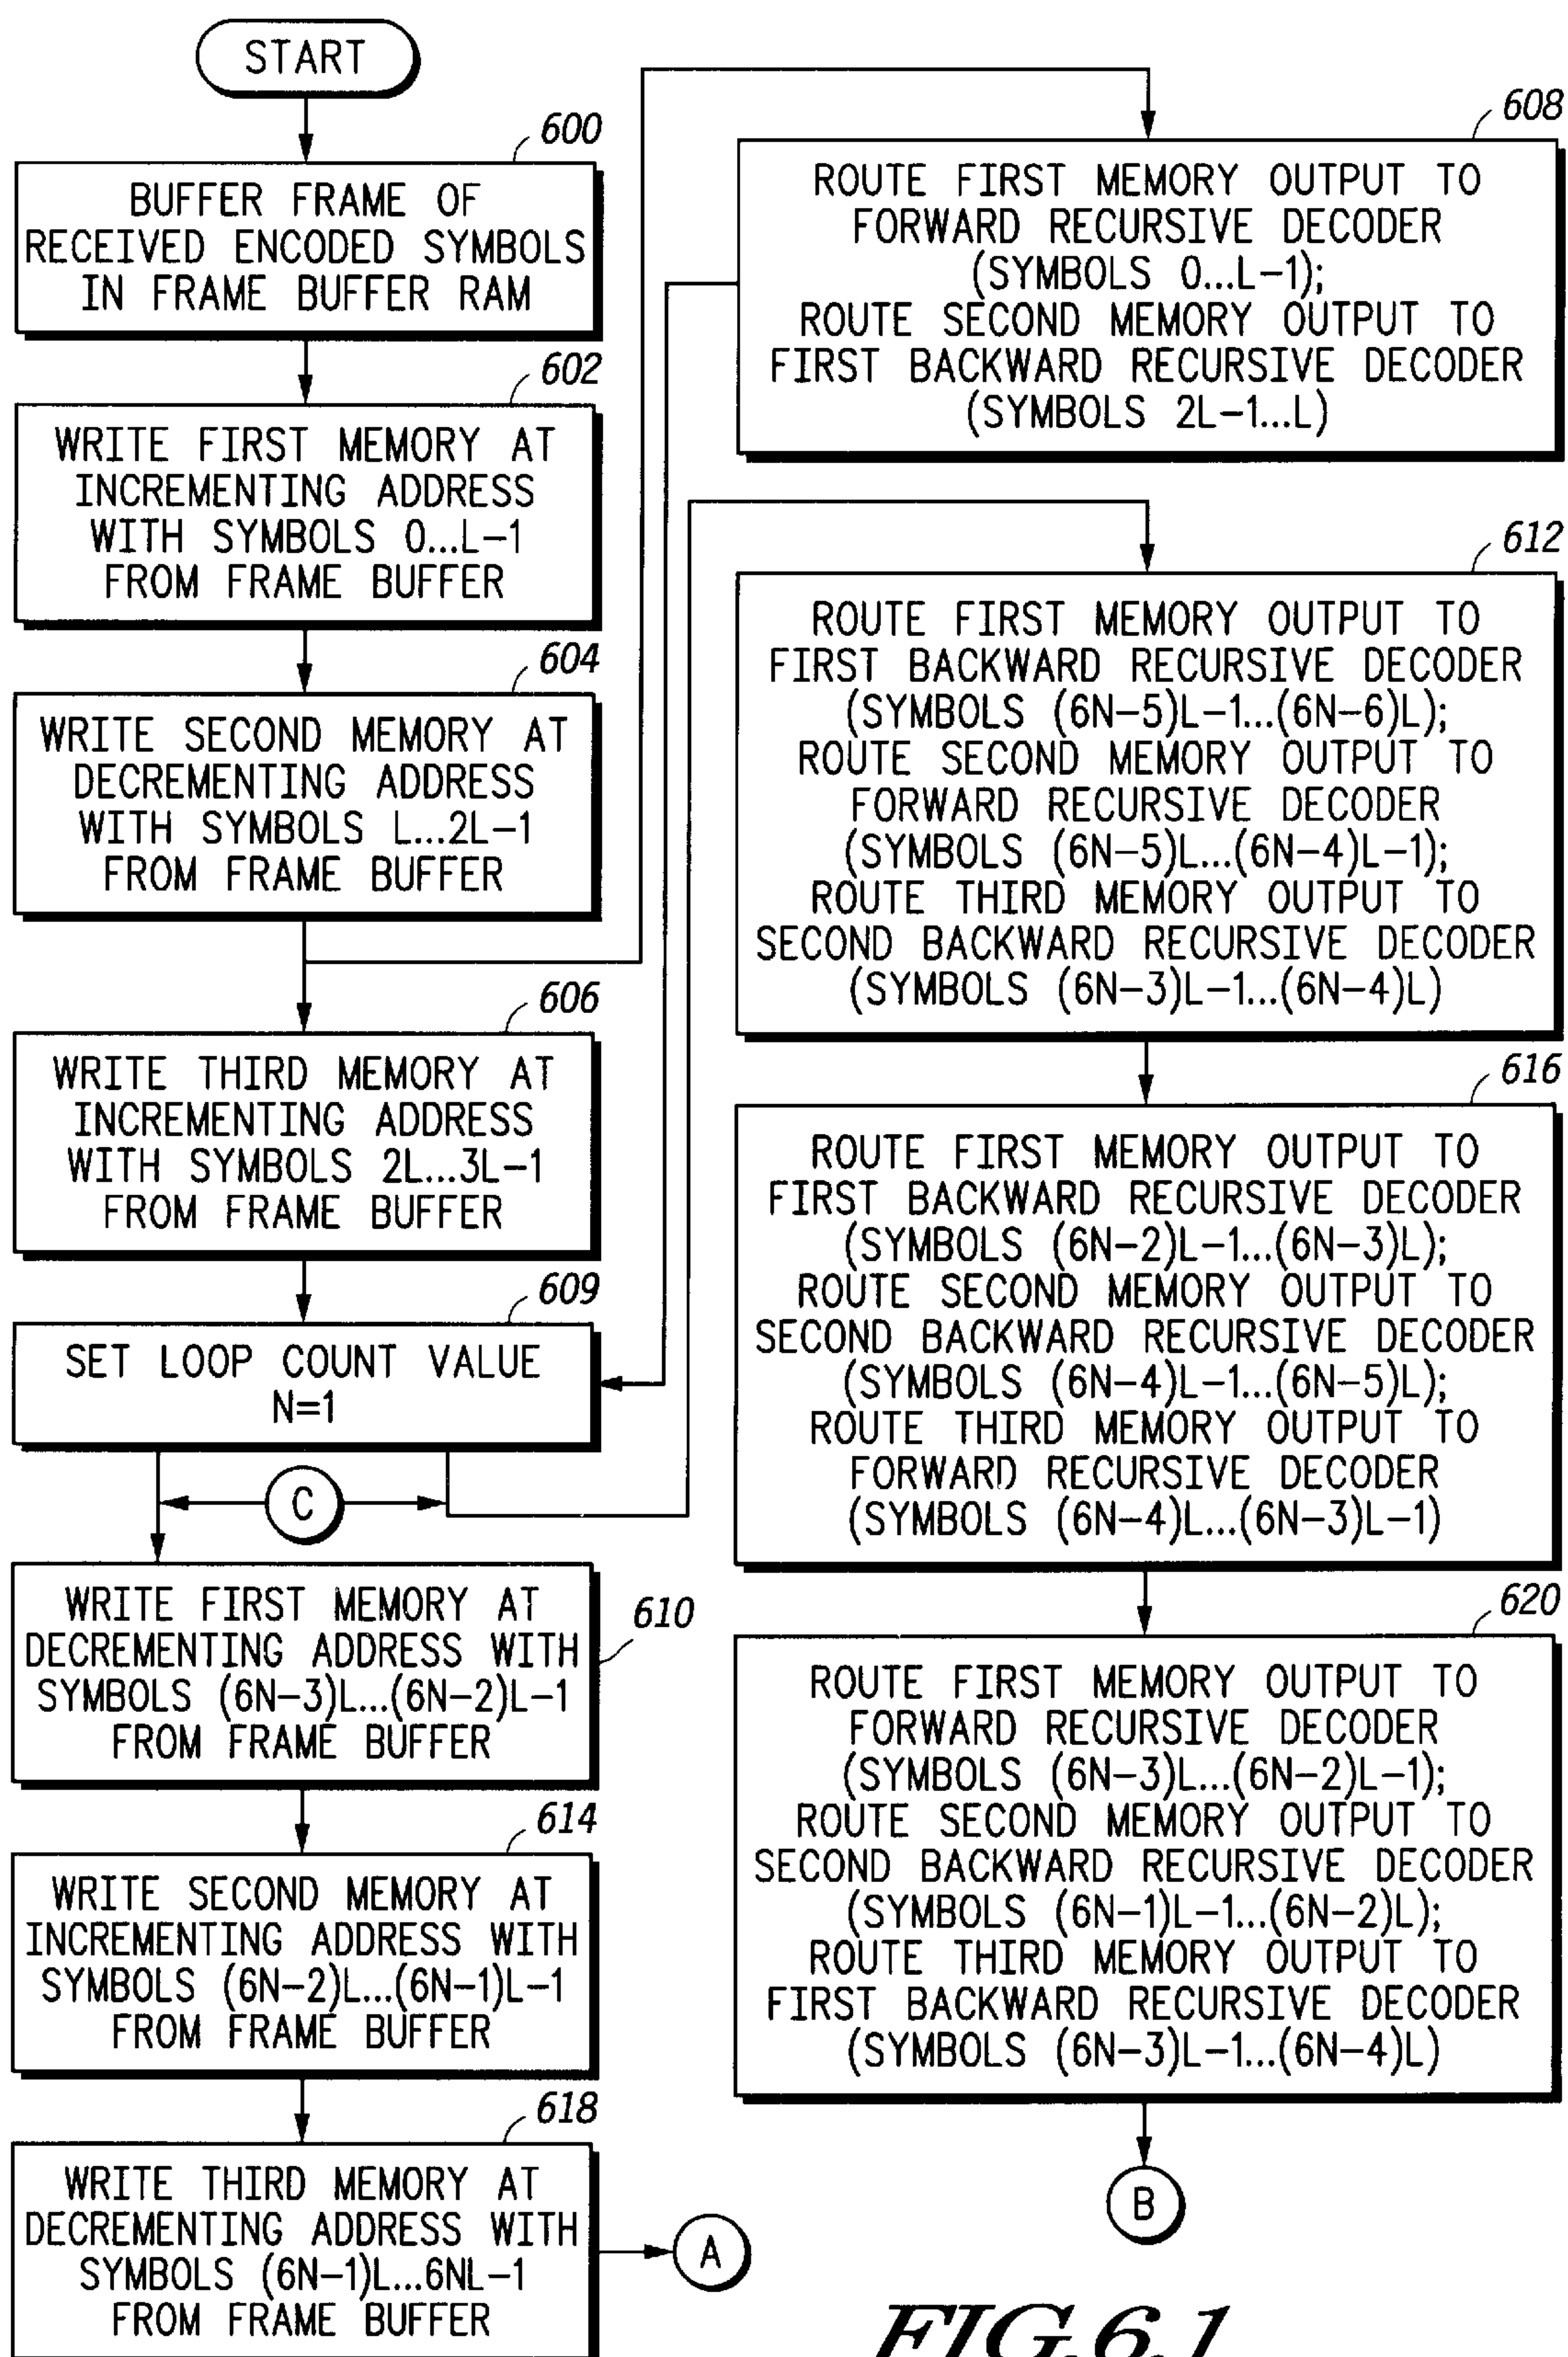 START
600
BUFFER FRAME OF
RECEIVED ENCODED SYMBOLS
IN FRAME BUFFER RAM
602
WRITE FIRST MEMORY AT
INCREMENTING ADDRESS
WITH SYMBOLS 0...L-1
FROM FRAME BUFFER
604
WRITE SECOND MEMORY AT
DECREMENTING ADDRESS
WITH SYMBOLS L...2L-1
FROM FRAME BUFFER
606
WRITE THIRD MEMORY AT
INCREMENTING ADDRESS
WITH SYMBOLS 2L...3L-1
FROM FRAME BUFFER
609
SET LOOP COUNT VALUE
N=1
C
610
WRITE FIRST MEMORY AT
DECREMENTING ADDRESS WITH
SYMBOLS (6N-3)L...(6N-2)L-1
FROM FRAME BUFFER
614
WRITE SECOND MEMORY AT
INCREMENTING ADDRESS WITH
SYMBOLS (6N-2)L...(6N-1)L-1
FROM FRAME BUFFER
618
WRITE THIRD MEMORY AT
DECREMENTING ADDRESS WITH
SYMBOLS (6N-1)L...6NL-1
FROM FRAME BUFFER
A
608
ROUTE FIRST MEMORY OUTPUT TO
FORWARD RECURSIVE DECODER
(SYMBOLS 0...L-1);
ROUTE SECOND MEMORY OUTPUT TO
FIRST BACKWARD RECURSIVE DECODER
(SYMBOLS 2L-1...L)
612
ROUTE FIRST MEMORY OUTPUT TO
FIRST BACKWARD RECURSIVE DECODER
(SYMBOLS (6N-5)L-1...(6N-6)L);
ROUTE SECOND MEMORY OUTPUT TO
FORWARD RECURSIVE DECODER
(SYMBOLS (6N-5)L...(6N-4)L-1);
ROUTE THIRD MEMORY OUTPUT TO
SECOND BACKWARD RECURSIVE DECODER
(SYMBOLS (6N-3)L-1...(6N-4)L)
616
ROUTE FIRST MEMORY OUTPUT TO
FIRST BACKWARD RECURSIVE DECODER
(SYMBOLS (6N-2)L-1...(6N-3)L);
ROUTE SECOND MEMORY OUTPUT TO
SECOND BACKWARD RECURSIVE DECODER
(SYMBOLS (6N-4)L-1...(6N-5)L);
ROUTE THIRD MEMORY OUTPUT TO
FORWARD RECURSIVE DECODER
(SYMBOLS (6N-4)L...(6N-3)L-1)
620
ROUTE FIRST MEMORY OUTPUT TO
FORWARD RECURSIVE DECODER
(SYMBOLS (6N-3)L...(6N-2)L-1);
ROUTE SECOND MEMORY OUTPUT TO
SECOND BACKWARD RECURSIVE DECODER
(SYMBOLS (6N-1)L-1...(6N-2)L);
ROUTE THIRD MEMORY OUTPUT TO
FIRST BACKWARD RECURSIVE DECODER
(SYMBOLS (6N-3)L-1...(6N-4)L)
B
FIG.6.1